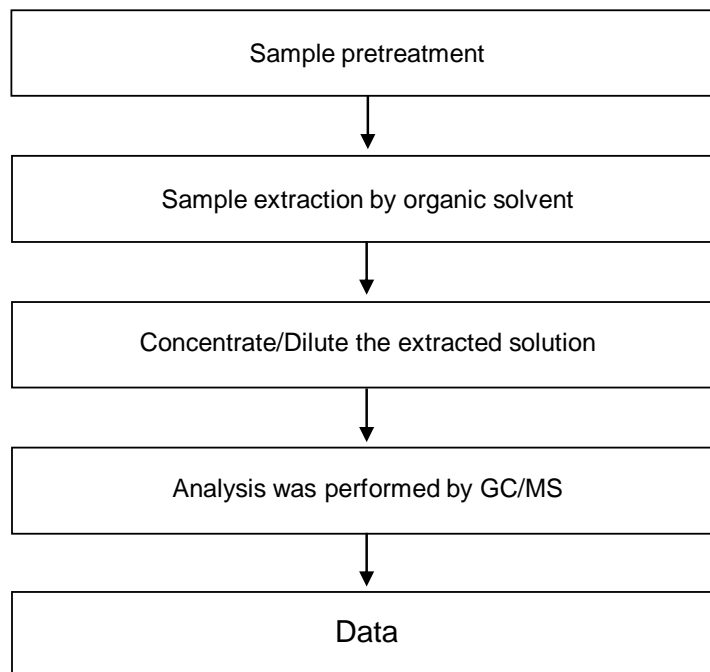 Sample pretreatment
Sample extraction by organic solvent
Concentrate/Dilute the extracted solution
Analysis was performed by GC/MS
Data